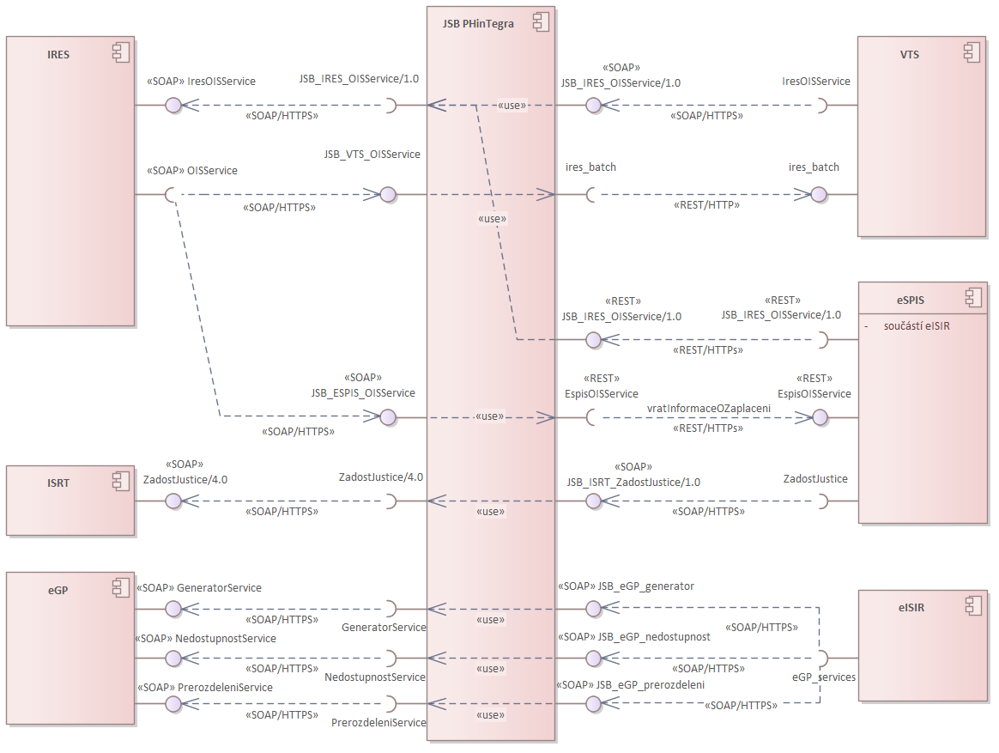 JSB PHinTegra
IRES
VTS
«SOAP» IresOISService
JSB_IRES_OISService/1.0
«SOAP»
JSB_IRES_OISService/1.0
IresOISService
«SOAP/HTTPS»
«use»
«SOAP/HTTPS»
«SOAP» OISService
JSB_VTS_OISService
ires_batch
ires_batch
«SOAP/HTTPS»
«use»
«REST/HTTP»
eSPIS
- součástí eISIR
«REST»
JSB_IRES_OISService/1.0
«REST»
JSB_IRES_OISService/1.0
«REST/HTTPs»
«SOAP»
JSB_ESPIS_OISService
«REST»
EspisOISService
«REST»
EspisOISService
vratInformaceOZaplaceni
«SOAP/HTTPS»
«use»
«REST/HTTPs»
ISRT
«SOAP»
ZadostJustice/4.0
ZadostJustice/4.0
«SOAP»
JSB_ISRT_ZadostJustice/1.0
ZadostJustice
«SOAP/HTTPS»
«use»
«SOAP/HTTPS»
eGP
eISIR
«SOAP» GeneratorService
GeneratorService
«SOAP» JSB_eGP_generator
«SOAP/HTTPS»
«use»
«SOAP/HTTPS»
«SOAP» NedostupnostService
NedostupnostService
«SOAP» JSB_eGP_nedostupnost
«SOAP/HTTPS»
«use»
«SOAP/HTTPS»
eGP_services
«SOAP» PrerozdeleniService
PrerozdeleniService
«SOAP» JSB_eGP_prerozdeleni
«SOAP/HTTPS»
«use»
«SOAP/HTTPS»